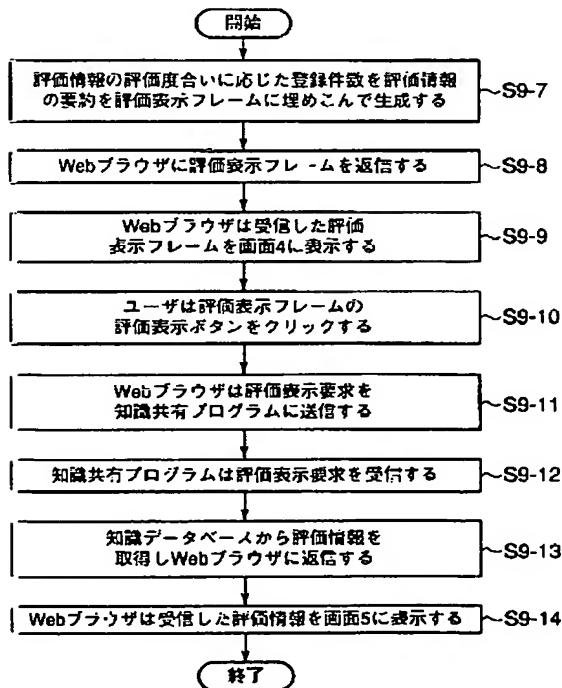 開始
評価情報の評価度合いに応じた登録件数を評価情報
の要約を評価表示フレームに埋めこんで生成する
S9-7
Webブラウザに評価表示フレームを返信する
S9-8
Webブラウザは受信した評価
表示フレームを画面4に表示する
S9-9
ユーザは評価表示フレームの
評価表示ボタンをクリックする
S9-10
Webブラウザは評価表示要求を
知識共有プログラムに送信する
S9-11
知識共有プログラムは評価表示要求を受信する
S9-12
知識データベースから評価情報を
取得しWebブラウザに返信する
S9-13
Webブラウザは受信した評価情報を画面5に表示する
S9-14
終了